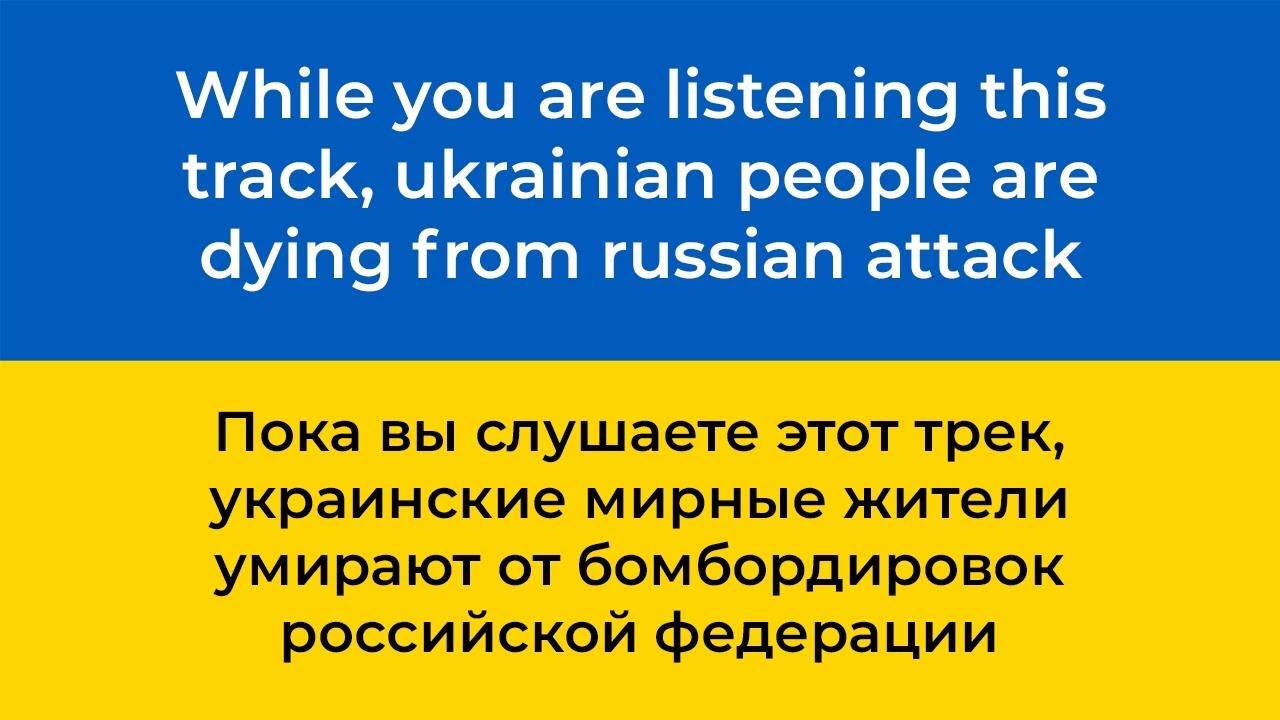 While you are listening this
track, ukrainian people are
dying from russian attack
Пока вы слушаете этот трек,
украинские мирные жители
умирают от бомбордировок
российской федерации